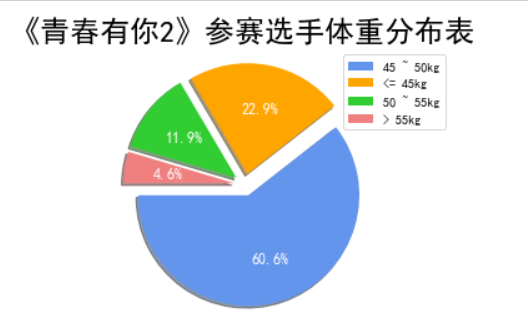 《青春有你2》参赛选手体重分布表
45 ~ 50kg
<= 45kg
50 ~ 55kg
> 55kg
22.9%
11.9%
4.6%
60.6%